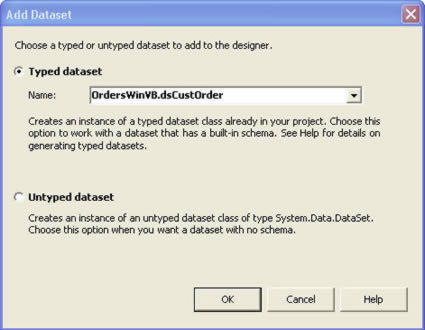 Add Dataset
Choose a typed or untyped dataset to add to the designer.
Typed dataset
Name: OrdersWinVB.dsCustOrder
Creates an instance of a typed dataset class already in your project. Choose this
option to work with a dataset that has a built-in schema. See Help for details on
generating typed datasets.
Untyped dataset
Creates an instance of an untyped dataset class of type System.Data.DataSet.
Choose this option when you want a dataset with no schema.
OK Cancel Help